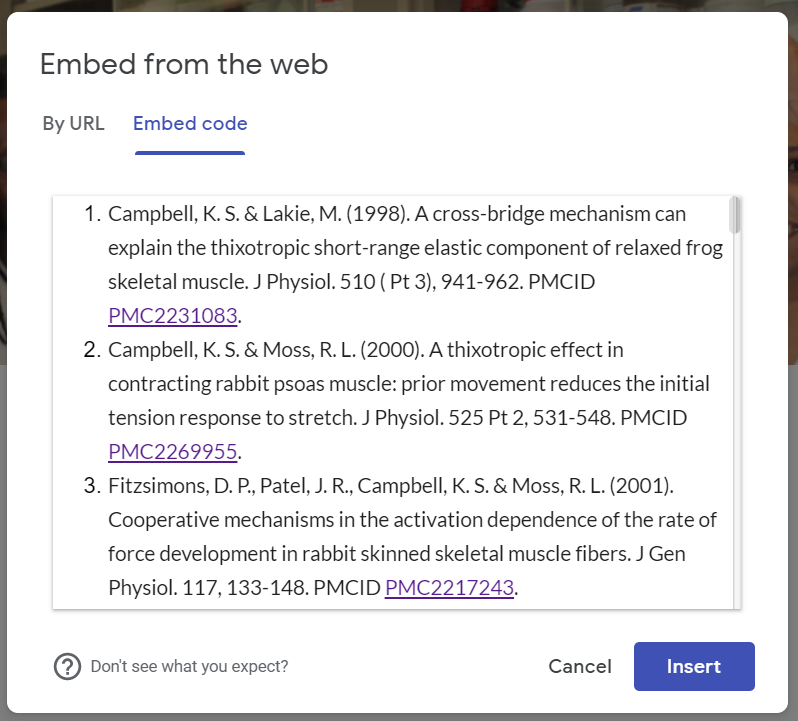 Embed from the web
By URL Embed code
1. Campbell, K. S. & Lakie, M. (1998). A cross-bridge mechanism can
explain the thixotropic short-range elastic component of relaxed frog
skeletal muscle. J Physiol. 510 ( Pt 3), 941-962. PMCID
PMC2231083.
2. Campbell, K. S. & Moss, R. L. (2000). A thixotropic effect in
contracting rabbit psoas muscle: prior movement reduces the initial
tension response to stretch. J Physiol. 525 Pt 2, 531-548. PMCID
PMC2269955.
3. Fitzsimons, D. P., Patel, J. R., Campbell, K. S. & Moss, R. L. (2001).
Cooperative mechanisms in the activation dependence of the rate of
force development in rabbit skinned skeletal muscle fibers. J Gen
Physiol. 117, 133-148. PMCID PMC2217243.
? Don't see what you expect? Cancel Insert